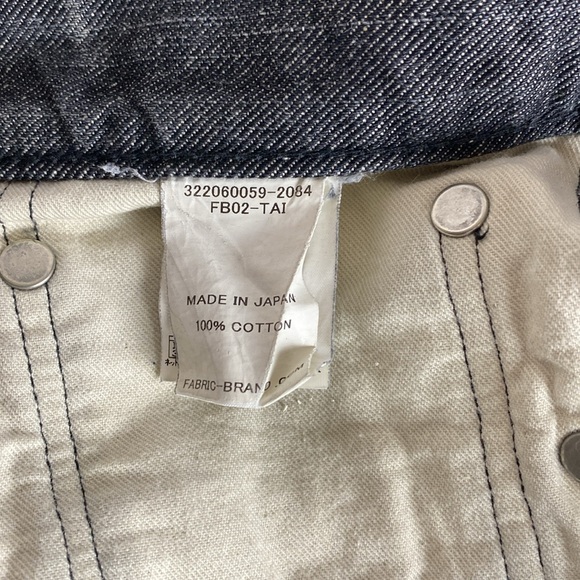 322060059-2084
FB02-TAI
MADE IN JAPAN
100% COTTON
FABRIC-BRAND